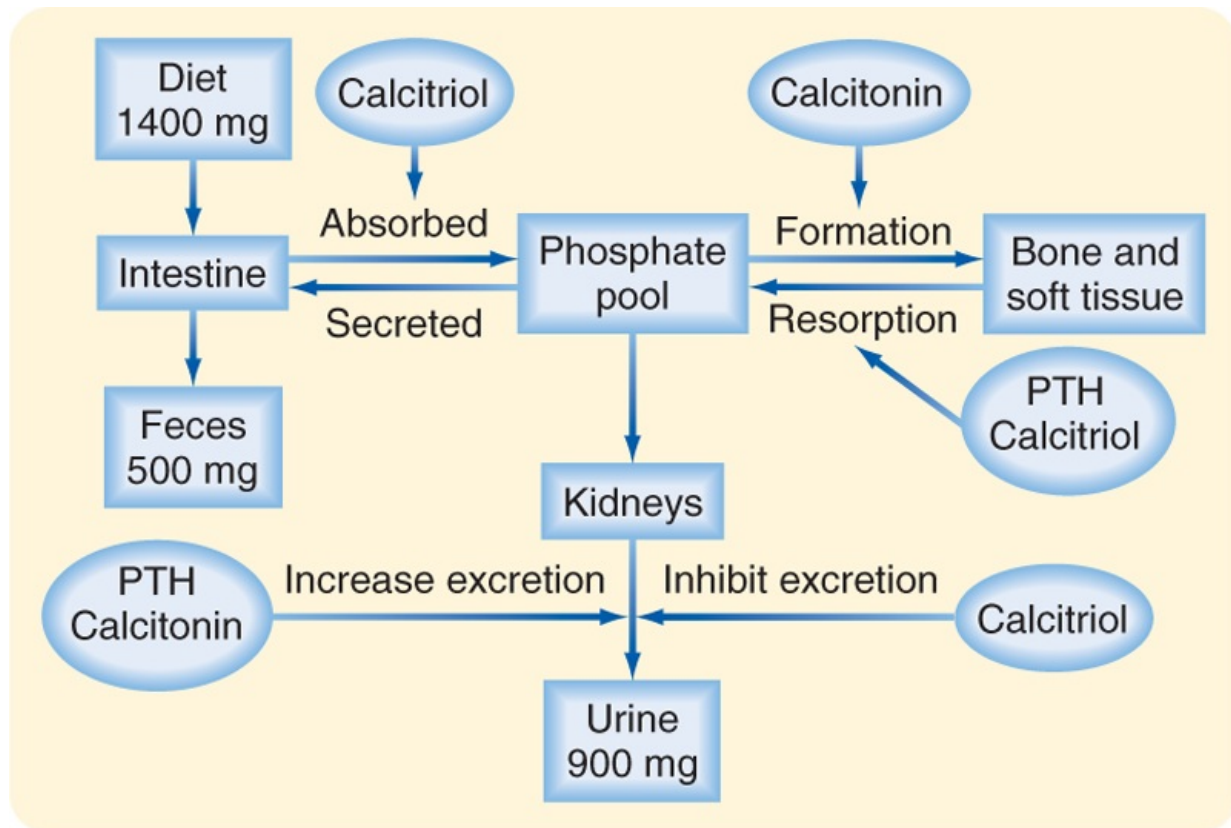 Diet
1400 mg
Calcitriol
Calcitonin
Absorbed
Formation
Intestine
Phosphate
pool
Bone and
soft tissue
Secreted
Resorption
Feces
500 mg
PTH
Calcitriol
Kidneys
PTH
Calcitonin
Increase excretion
Inhibit excretion
Calcitriol
Urine
900 mg